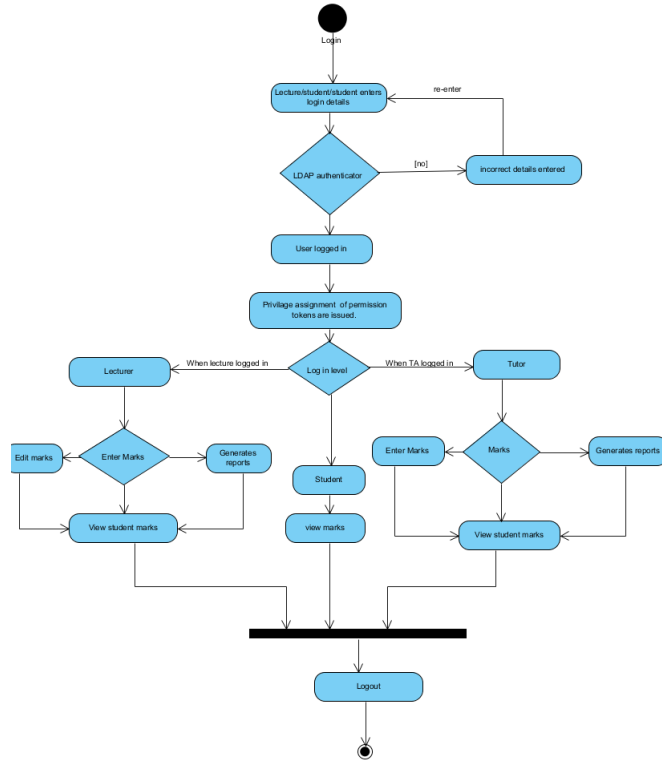 Login
Lecture/student/student enters
login details
re-enter
LDAP authenticator
[no]
incorrect details entered
User logged in
Privilage assignment of permission
tokens are issued.
When lecture logged in
Log in level
When TA logged in
Lecturer
Tutor
Edit marks
Enter Marks
Generates
reports
Student
Enter Marks
Marks
Generates reports
View student marks
view marks
View student marks
Logout